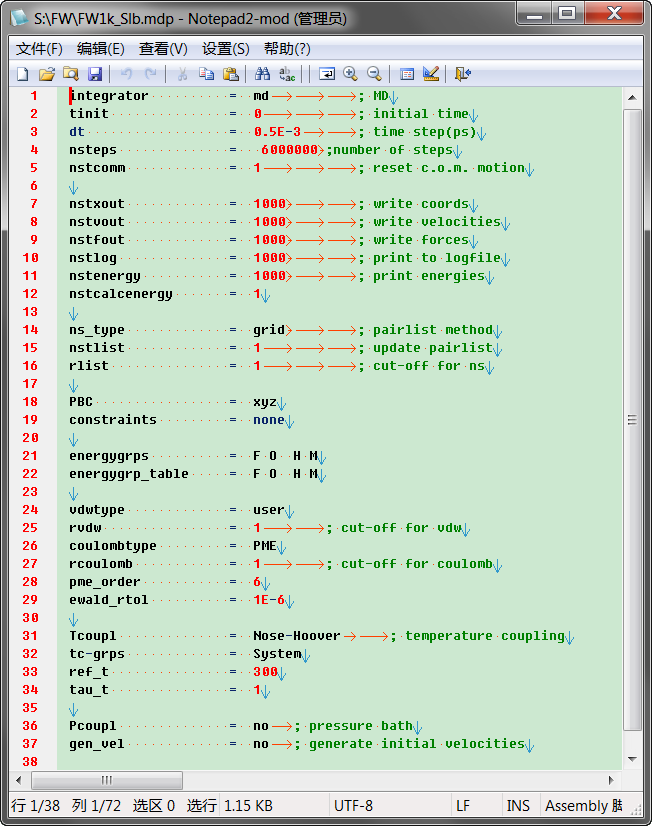 S:\FW\FW1k_Slb.mdp - Notepad2-mod (管理员)
文件(F) 编辑(E) 查看(V) 设置(S) 帮助(?)
1 integrator = md ; MD
2 tinit = 0 ; initial time
3 dt = 0.5E-3 ; time step(ps)
4 nsteps = 6000000 ;number of steps
5 nstcomm = 1 ; reset c.o.m. motion
6
7 nstxout = 1000 ; write coords
8 nstvout = 1000 ; write velocities
9 nstfout = 1000 ; write forces
10 nstlog = 1000 ; print to logfile
11 nstenergy = 1000 ; print energies
12 nstcalcenergy = 1
13
14 ns_type = grid ; pairlist method
15 nstlist = 1 ; update pairlist
16 rlist = 1 ; cut-off for ns
17
18 PBC = xyz
19 constraints = none
20
21 energygrps = F O H M
22 energygrp_table = F O H M
23
24 vdwtype = user
25 rvdw = 1 ; cut-off for vdw
26 coulombtype = PME
27 rcoulomb = 1 ; cut-off for coulomb
28 pme_order = 6
29 ewald_rtol = 1E-6
30
31 Tcoupl = Nose-Hoover ; temperature coupling
32 tc-grps = System
33 ref_t = 300
34 tau_t = 1
35
36 Pcoupl = no ; pressure bath
37 gen_vel = no ; generate initial velocities
38
行 1/38 列 1/72 选区 0 选行 1.15 KB UTF-8 LF INS Assembly 脚